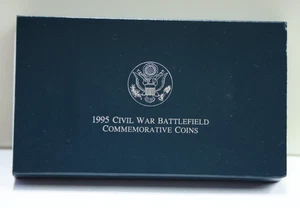 1995 CIVIL WAR BATTLEFIELD
COMMEMORATIVE COINS